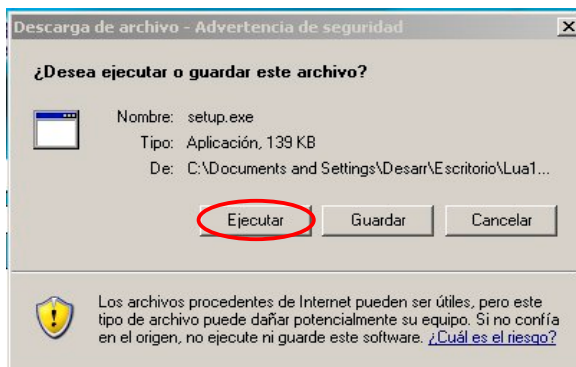 Descarga de archivo - Advertencia de seguridad
¿Desea ejecutar o guardar este archivo?
Nombre: setup.exe
Tipo: Aplicación, 139 KB
De: C:\Documents and Settings\Desarr\Escritorio\Lua1...
Ejecutar Guardar Cancelar
Los archivos procedentes de Internet pueden ser útiles, pero este
tipo de archivo puede dañar potencialmente su equipo. Si no confía
en el origen, no ejecute ni guarde este software. ¿Cuál es el riesgo?